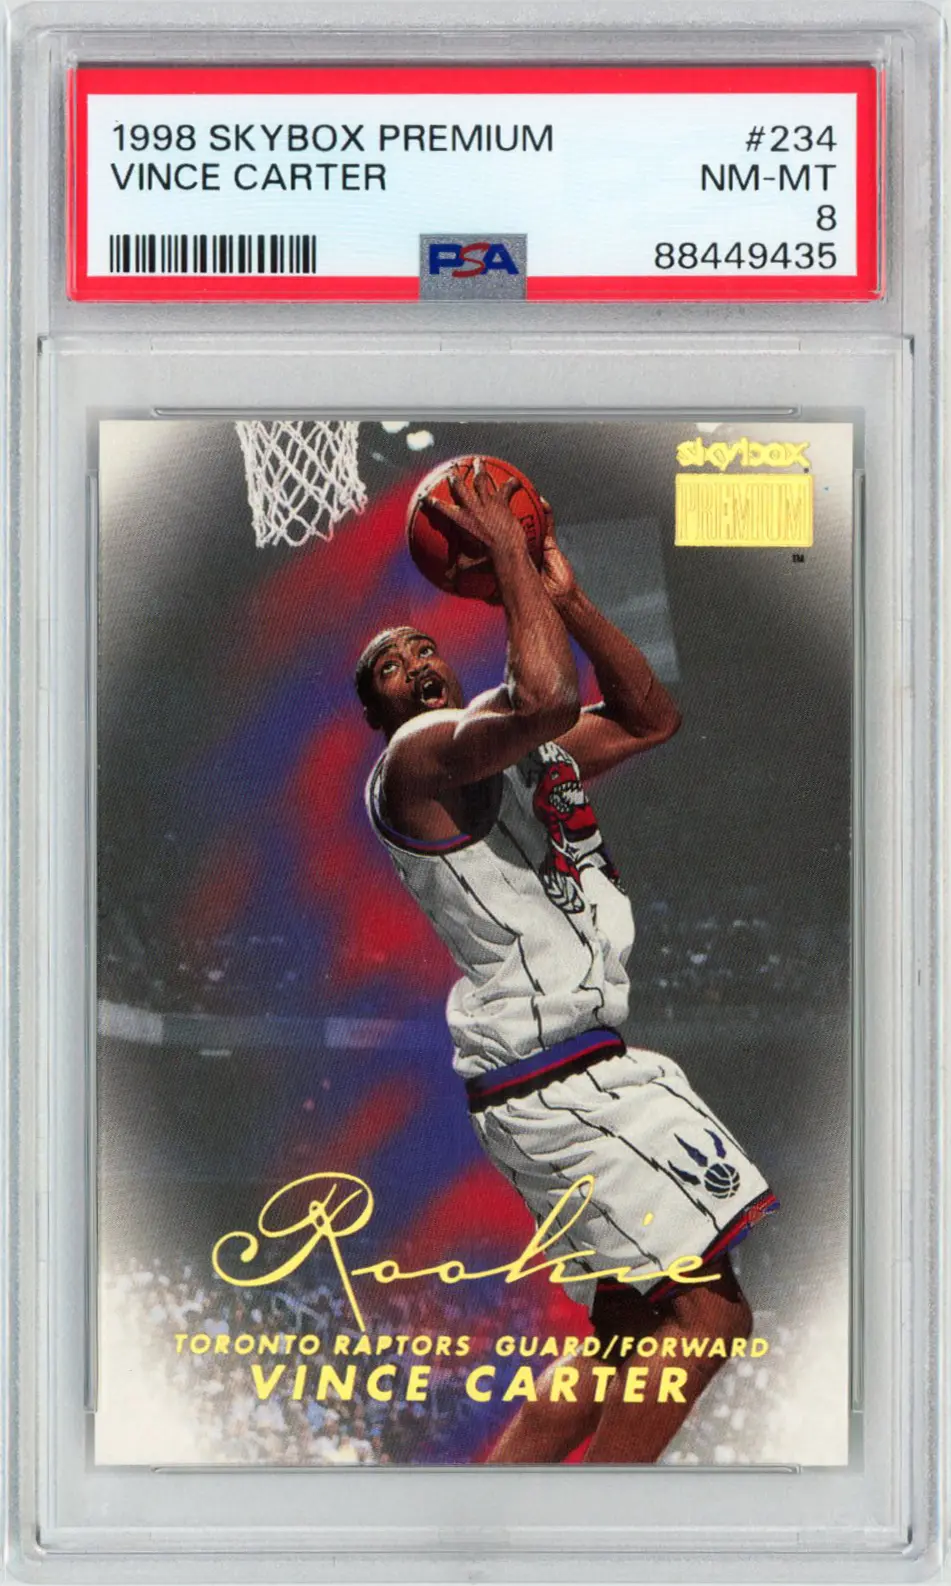 1998 SKYBOX PREMIUM #234
VINCE CARTER NM-MT
8
PSA 88449435
skybox
PREMIUM
TM
Rookie
TORONTO RAPTORS GUARD/FORWARD
VINCE CARTER